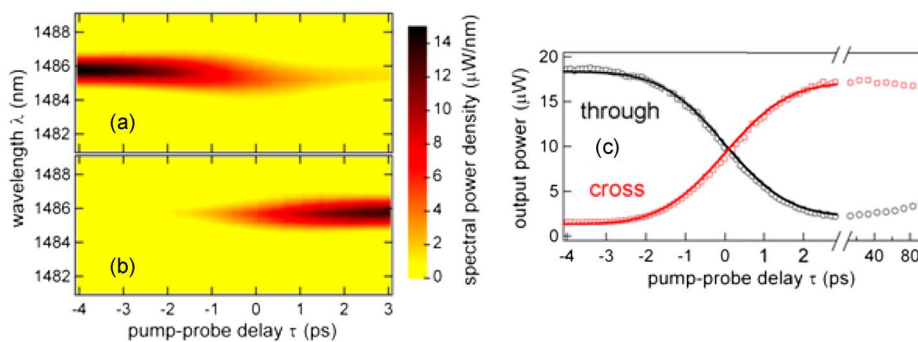 1488
1486
1484
1481
(a)
1488
1486
1484
1481
(b)
wavelength λ (nm)
-4 -3 -2 -1 0 1 2 3
pump-probe delay τ (ps)
14
12
10
8
6
4
2
0
spectral power density (μW/nm)
20
15
10
5
0
output power (μW)
through
(c)
cross
-4 -3 -2 -1 0 1 2 40 80
pump-probe delay τ (ps)